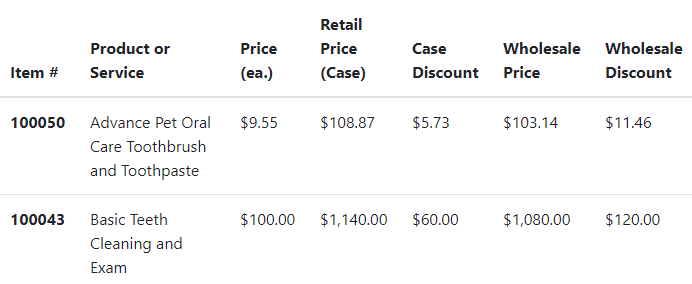 Item # Product or Service Price (ea.) Retail Price (Case) Case Discount Wholesale Price Wholesale Discount
100050 Advance Pet Oral Care Toothbrush and Toothpaste $9.55 $108.87 $5.73 $103.14 $11.46
100043 Basic Teeth Cleaning and Exam $100.00 $1,140.00 $60.00 $1,080.00 $120.00